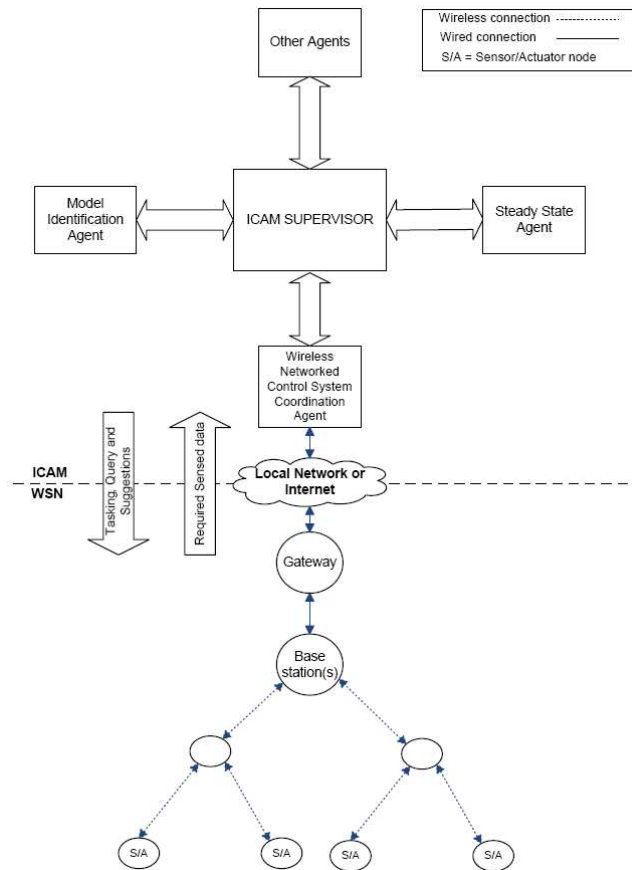 Wireless connection
Wired connection
S/A = Sensor/Actuator node
Other Agents
Model
Identification
Agent
ICAM SUPERVISOR
Steady State
Agent
Wireless
Networked
Control System
Coordination
Agent
Tasking, Query and
Suggestions
Required Sensed data
ICAM
WSN
Local Network or
Internet
Gateway
Base
station(s)
S/A
S/A
S/A
S/A